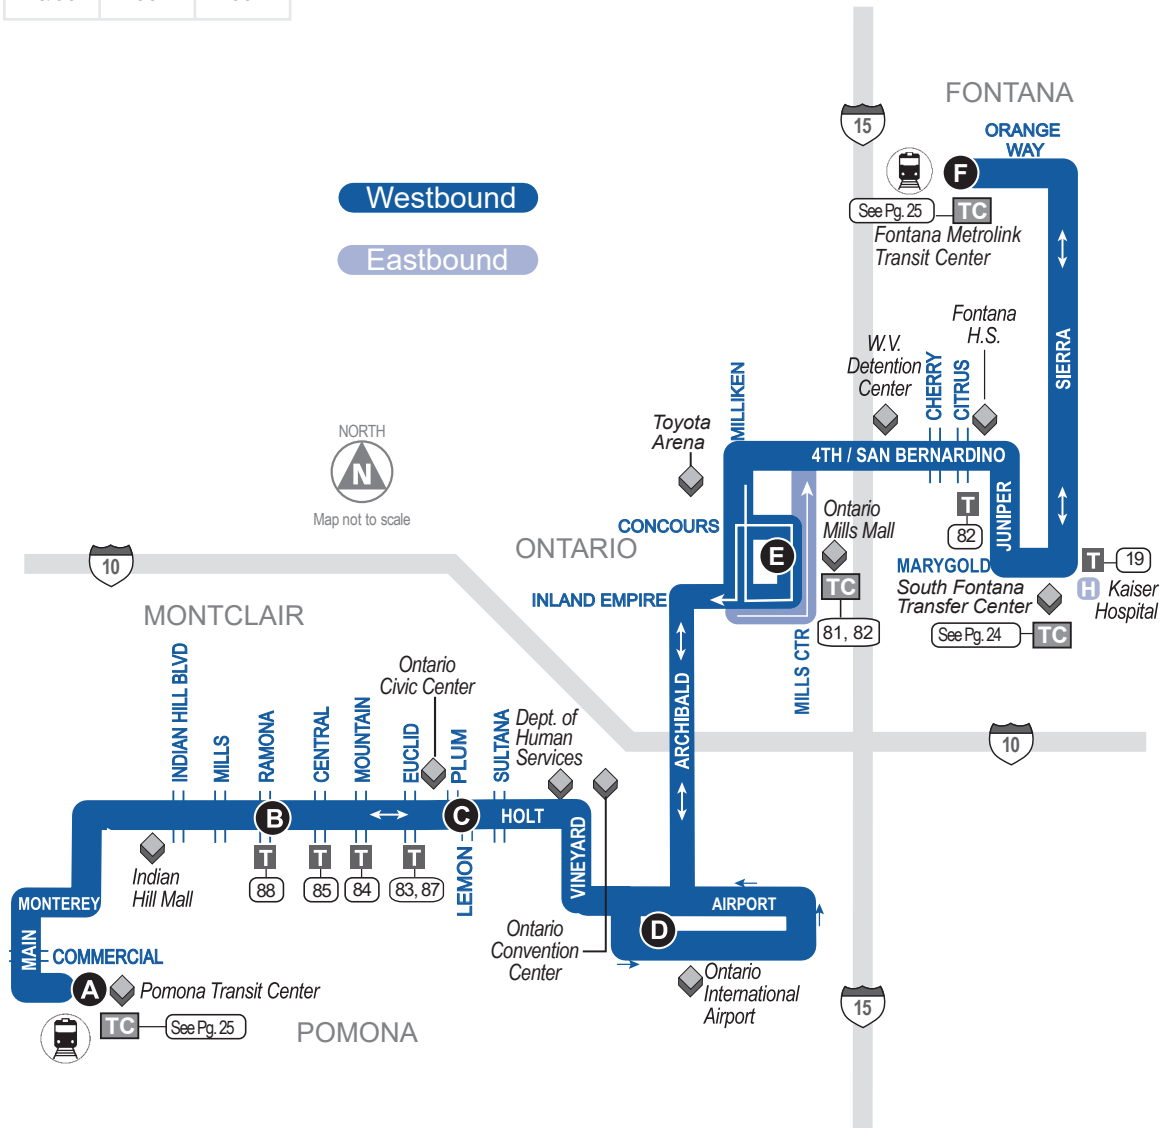 FONTANA
15
ORANGE
WAY
F
See Pg. 25
TC
Fontana Metrolink
Transit Center
Westbound
Eastbound
SIERRA
Fontana
H.S.
W.V.
Detention
Center
CHERRY
CITRUS
MILLIKEN
Toyota
Arena
4TH / SAN BERNARDINO
NORTH
N
Map not to scale
JUNIPER
T
82
CONCOURS
ONTARIO
Ontario
Mills Mall
E
TC
81, 82
MARYGOLD
South Fontana
Transfer Center
See Pg. 24
TC
T
19
H
Kaiser
Hospital
10
INLAND EMPIRE
MILLS CTR
MONTCLAIR
ARCHIBALD
10
INDIAN HILL BLVD
MILLS
RAMONA
CENTRAL
MOUNTAIN
EUCLID
Ontario
Civic Center
PLUM
SULTANA
Dept. of
Human
Services
B
C
HOLT
Indian
Hill Mall
T
88
T
85
T
84
T
83, 87
LEMON
VINEYARD
MONTEREY
AIRPORT
D
MAIN
COMMERCIAL
Ontario
Convention
Center
Ontario
International
Airport
A
Pomona Transit Center
TC
See Pg. 25
POMONA
15